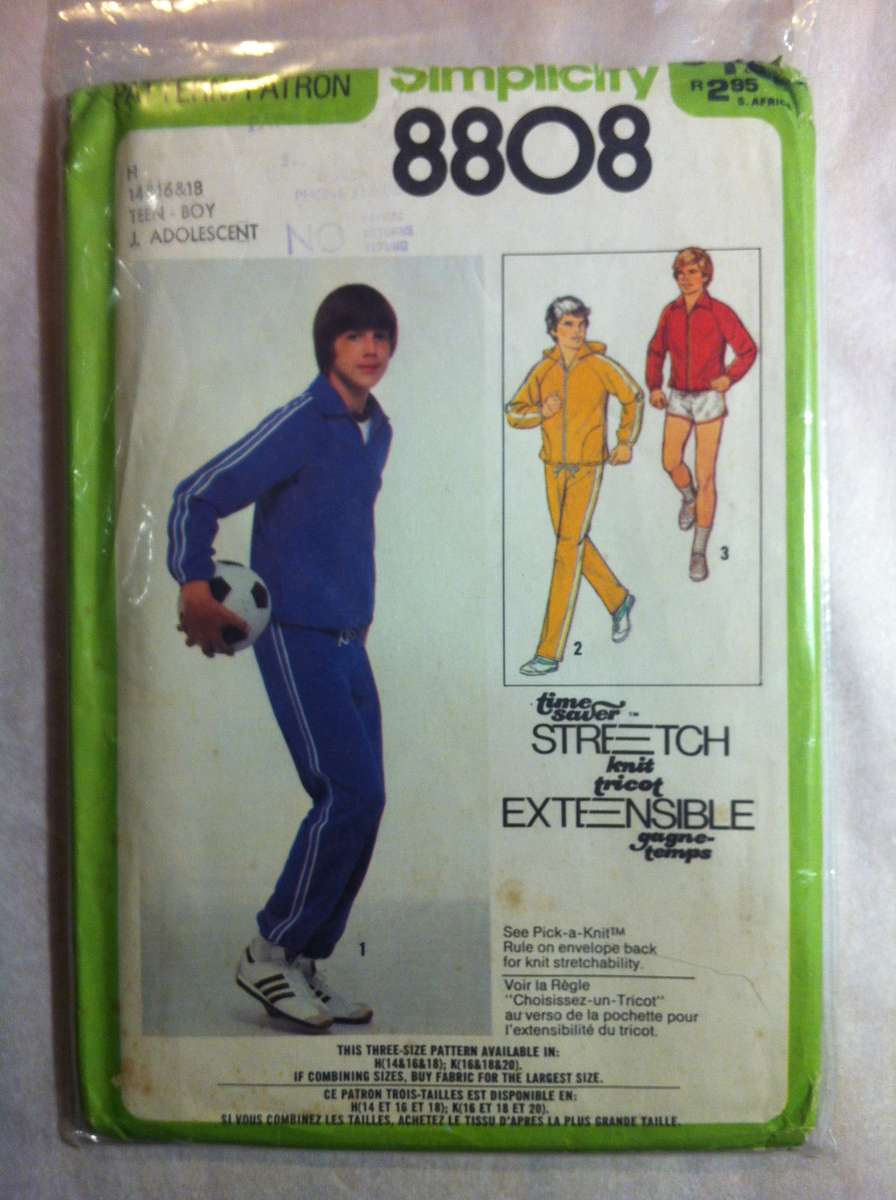 PATTERN/PATRON
Simplicity
8808
R 2.95
S. AFRICA
H
14&16&18
TEEN - BOY
J. ADOLESCENT
CN
1
2
3
time
saver ™
STRETCH
knit
tricot
EXTENSIBLE
gagne-
temps
See Pick-a-Knit™
Rule on envelope back
for knit stretchability.
Voir la Règle
"Choisissez-un-Tricot"
au verso de la pochette pour
l'extensibilité du tricot.
THIS THREE-SIZE PATTERN AVAILABLE IN:
H(14&16&18); K(16&18&20).
IF COMBINING SIZES, BUY FABRIC FOR THE LARGEST SIZE.
CE PATRON TROIS-TAILLES EST DISPONIBLE EN:
H(14 ET 16 ET 18); K(16 ET 18 ET 20).
SI VOUS COMBINEZ LES TAILLES, ACHETEZ LE TISSU D'APRES LA PLUS GRANDE TAILLE.